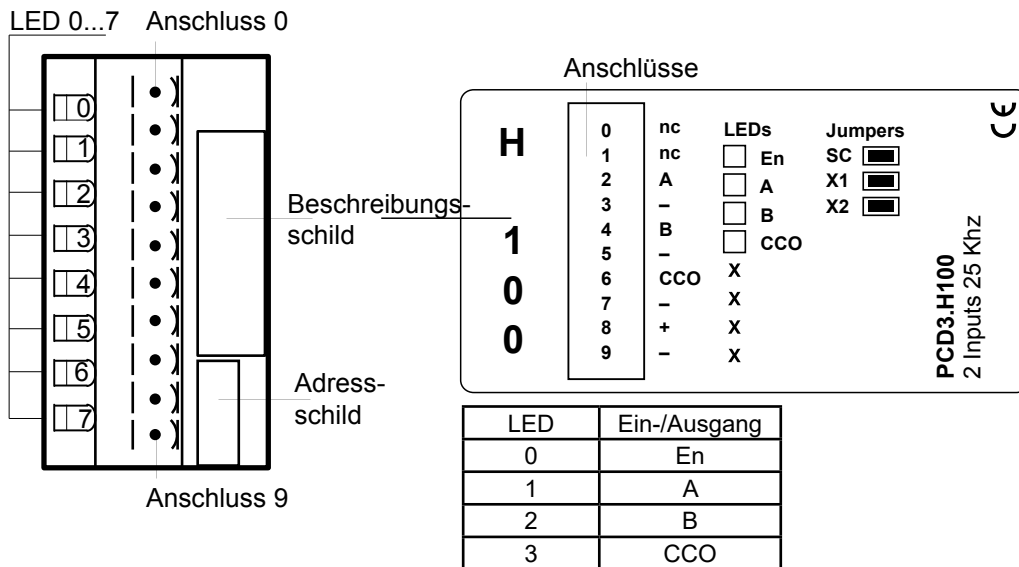 LED 0...7 Anschluss 0
0
1
2
3
4
5
6
7
Beschreibungs-
schild
Adress-
schild
Anschluss 9
Anschlüsse
H
1
0
0
0 nc
1 nc
2 A
3 –
4 B
5 –
6 CCO
7 –
8 +
9 –
LEDs
En
A
B
CCO
X
X
X
X
Jumpers
SC
X1
X2
CE
PCD3.H100
2 Inputs 25 Khz
LED Ein-/Ausgang
0 En
1 A
2 B
3 CCO